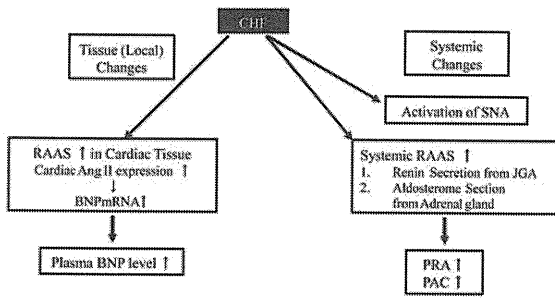 CHF
Tissue (Local)
Changes
Systemic
Changes
Activation of SNA
RAAS ↑ in Cardiac Tissue
Cardiac Ang II expression ↑
↓
BNPmRNA↑
Systemic RAAS ↑
1. Renin Secretion from JGA
2. Aldosterome Section
from Adrenal gland
Plasma BNP level ↑
PRA ↑
PAC ↑